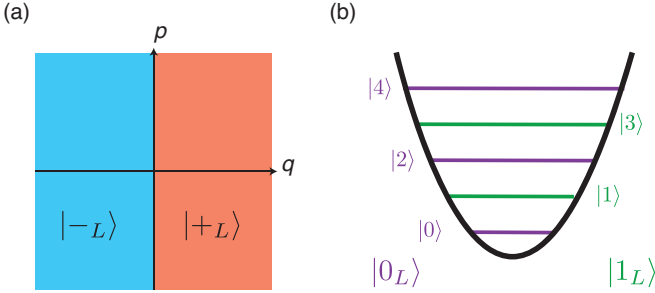 (a)
p
q
|−_L⟩
|+_L⟩
(b)
|4⟩
|3⟩
|2⟩
|1⟩
|0⟩
|0_L⟩
|1_L⟩